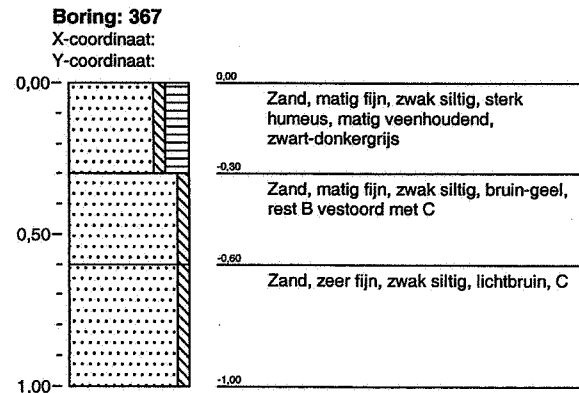 Boring: 367
X-coordinaat:
Y-coordinaat:
0,00
0,00
Zand, matig fijn, zwak siltig, sterk
humeus, matig veenhoudend,
zwart-donkergrijs
-0,30
Zand, matig fijn, zwak siltig, bruin-geel,
rest B vestoord met C
0,50
-0,60
Zand, zeer fijn, zwak siltig, lichtbruin, C
1,00
-1,00